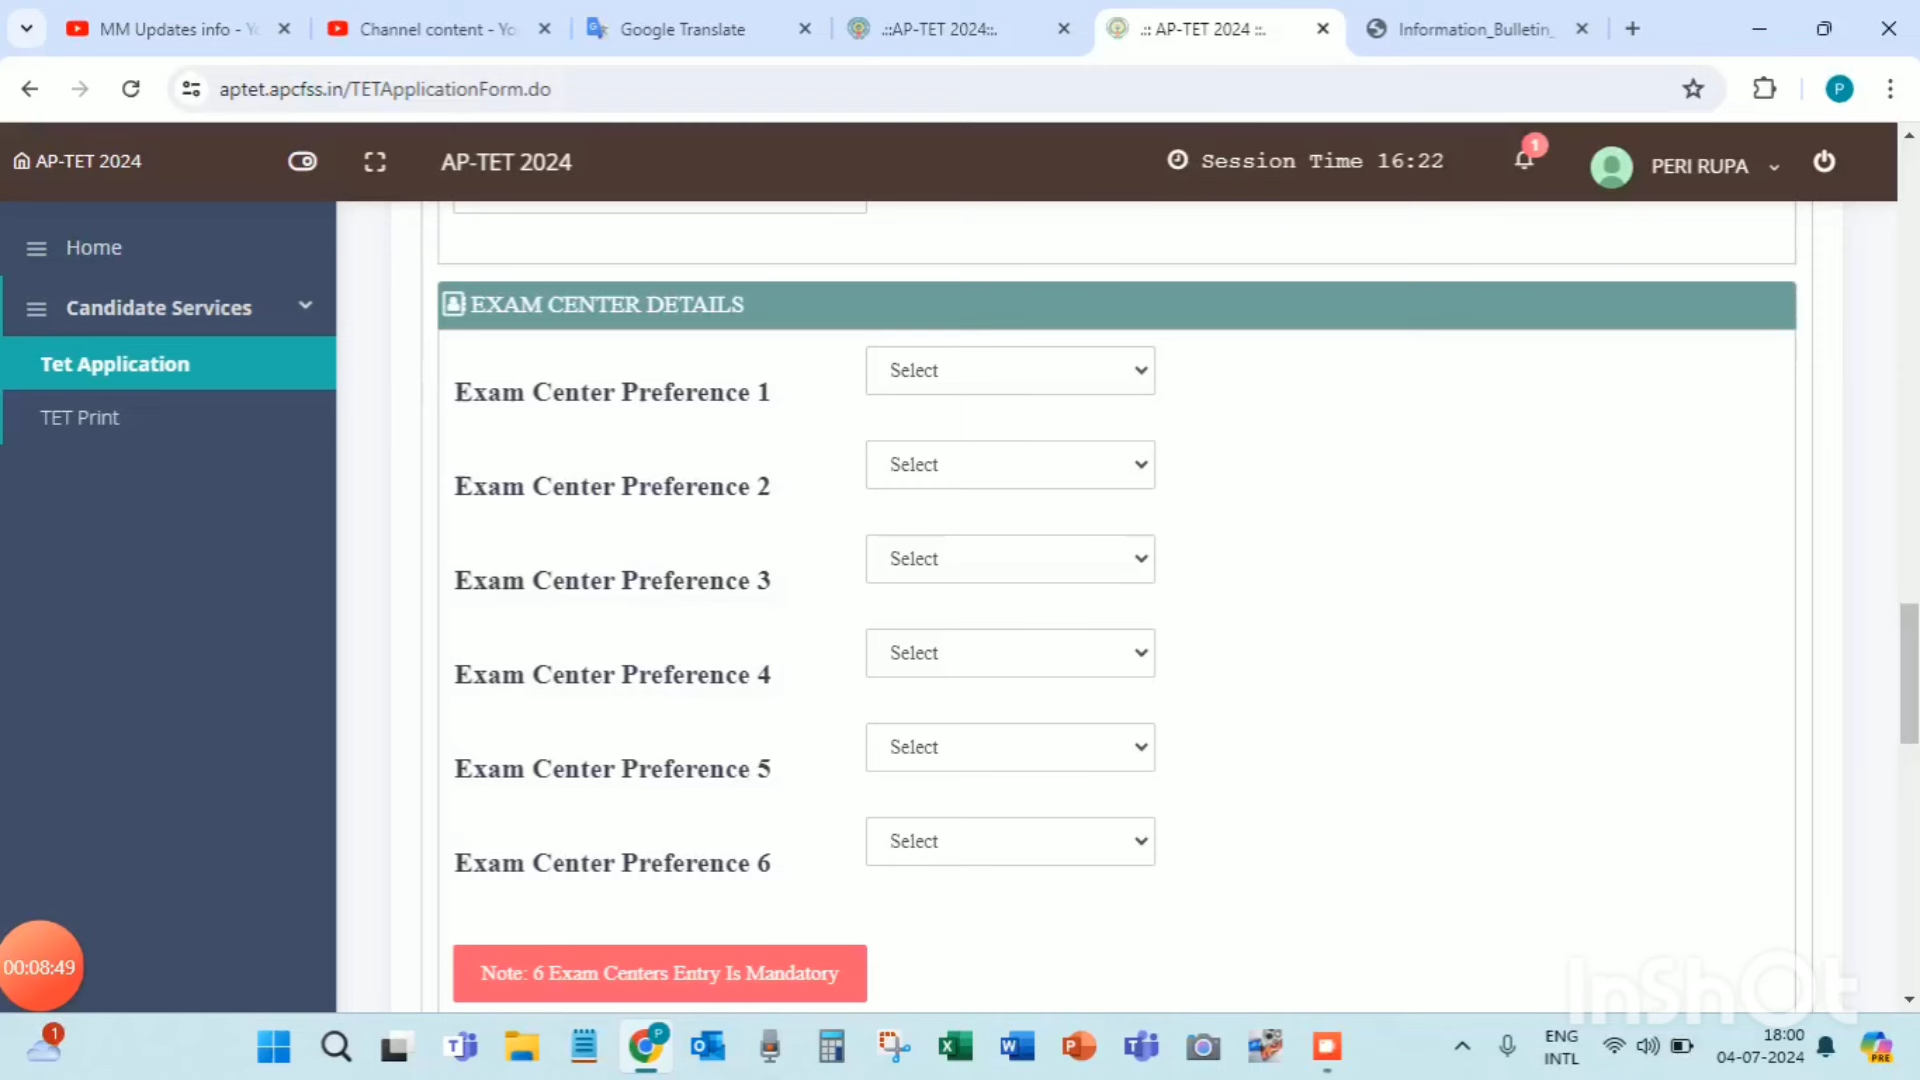 MM Updates info - Yo
Channel content - Yo
Google Translate
.::AP-TET 2024::.
.:: AP-TET 2024 ::.
Information_Bulletin_
aptet.apcfss.in/TETApplicationForm.do
P
AP-TET 2024
AP-TET 2024
Session Time 16:22
1
PERI RUPA
Home
Candidate Services
Tet Application
TET Print
EXAM CENTER DETAILS
Exam Center Preference 1
Select
Exam Center Preference 2
Select
Exam Center Preference 3
Select
Exam Center Preference 4
Select
Exam Center Preference 5
Select
Exam Center Preference 6
Select
Note: 6 Exam Centers Entry Is Mandatory
00:08:49
InShOt
1
ENG
INTL
18:00
04-07-2024
PRE